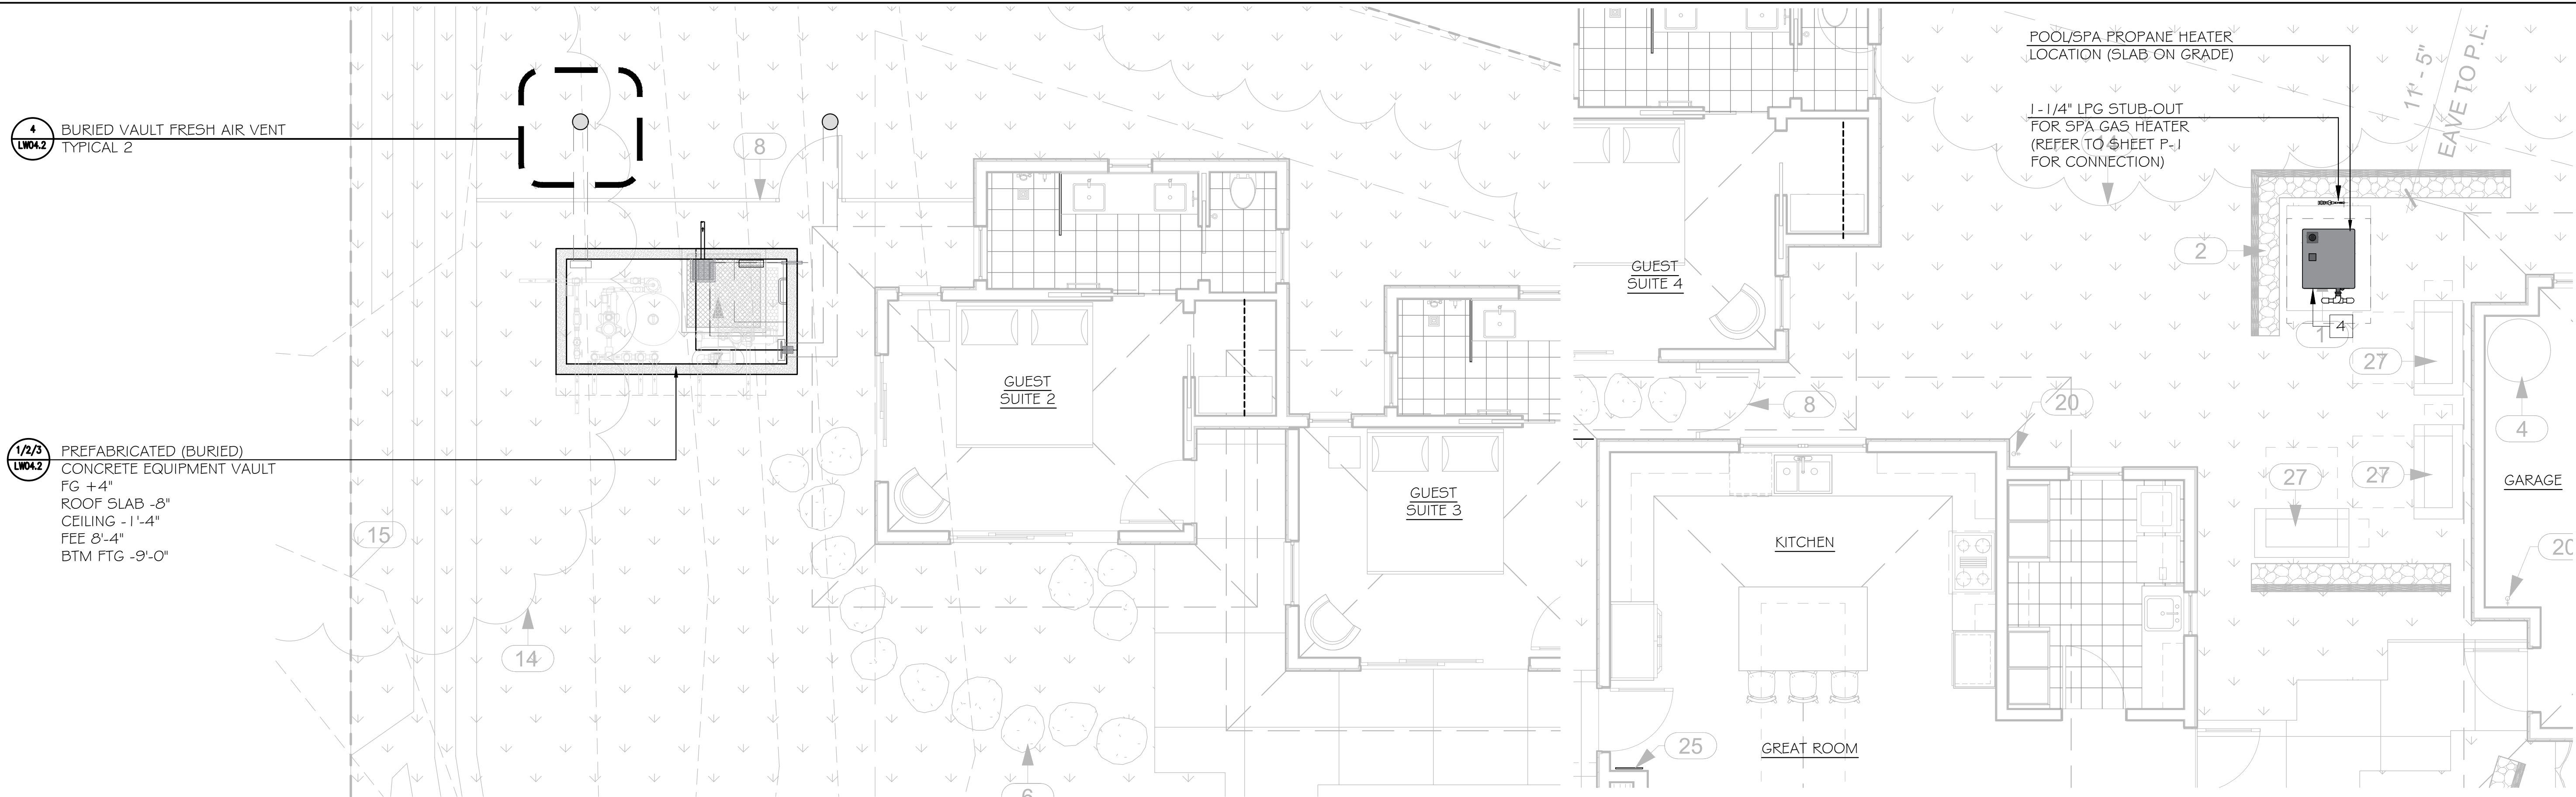 4
LW04.2
BURIED VAULT FRESH AIR VENT
TYPICAL 2
1/2/3
LW04.2
PREFABRICATED (BURIED)
CONCRETE EQUIPMENT VAULT
FG +4"
ROOF SLAB -8"
CEILING -1'-4"
FEE 8'-4"
BTM FTG -9'-0"
8
7
15
14
6
GUEST
SUITE 2
GUEST
SUITE 3
GUEST
SUITE 4
8
20
KITCHEN
GREAT ROOM
25
POOL/SPA PROPANE HEATER
LOCATION (SLAB ON GRADE)
1-1/4" LPG STUB-OUT
FOR SPA GAS HEATER
(REFER TO SHEET P-1
FOR CONNECTION)
11' - 5"
EAVE TO P.L.
2
4
1
27
27
27
4
GARAGE
20